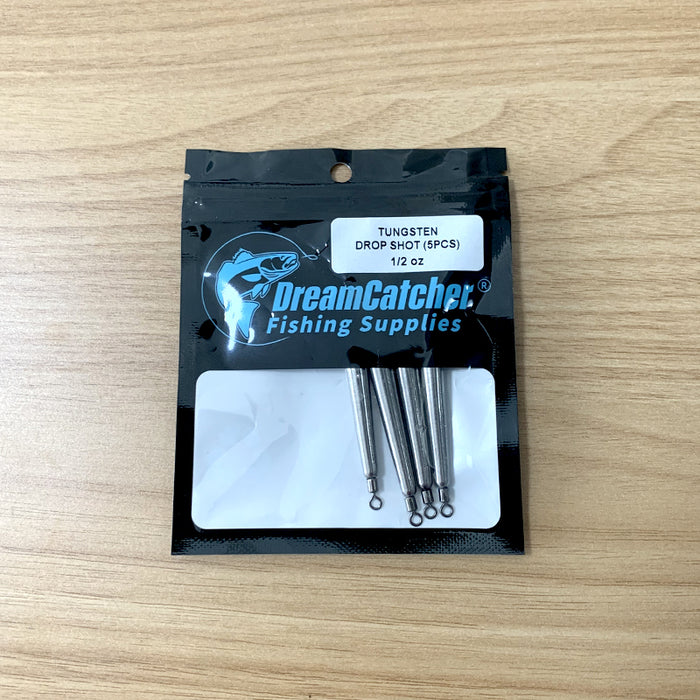 TUNGSTEN
DROP SHOT (5PCS)
1/2 oz
DreamCatcher®
Fishing Supplies